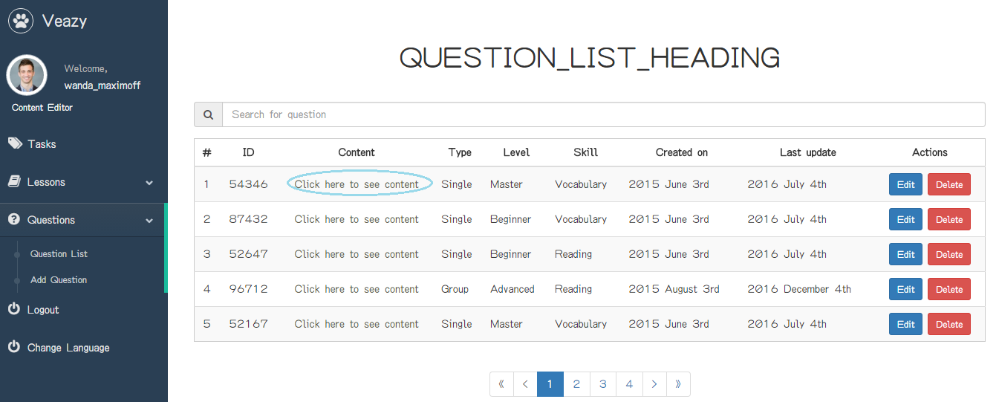 Veazy
Welcome,
wanda_maximoff
Content Editor
Tasks
Lessons
Questions
Question List
Add Question
Logout
Change Language
QUESTION_LIST_HEADING
Search for question
# ID Content Type Level Skill Created on Last update Actions
1 54346 Click here to see content Single Master Vocabulary 2015 June 3rd 2016 July 4th Edit Delete
2 87432 Click here to see content Single Beginner Vocabulary 2015 June 3rd 2016 July 4th Edit Delete
3 52647 Click here to see content Single Beginner Reading 2015 June 3rd 2016 July 4th Edit Delete
4 96712 Click here to see content Group Advanced Reading 2015 August 3rd 2016 December 4th Edit Delete
5 52167 Click here to see content Single Master Vocabulary 2015 June 3rd 2016 July 4th Edit Delete
《 < 1 2 3 4 > 》